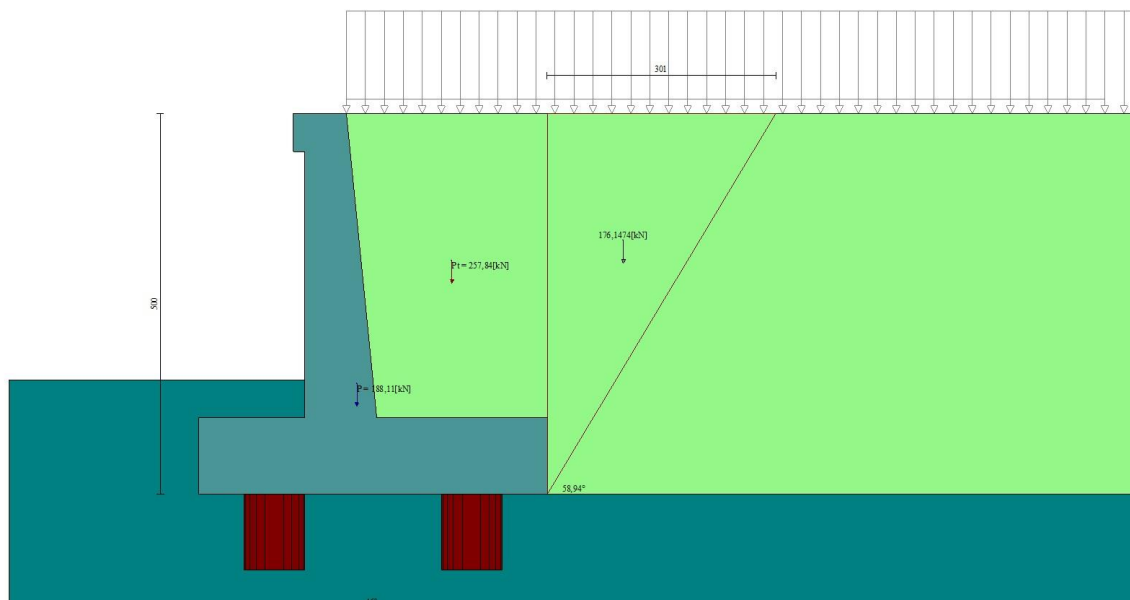 301
176,1474[kN]
Pt = 257,84[kN]
500
P = 188,11[kN]
58,94°